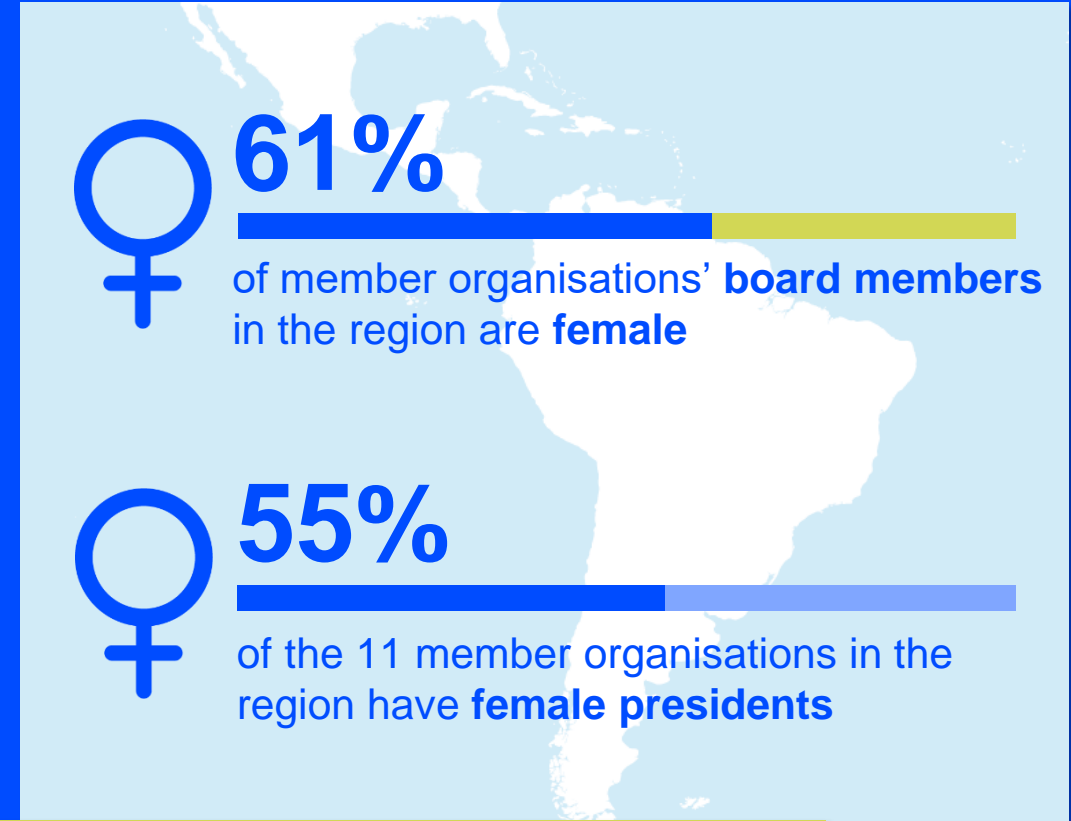 61%
of member organisations’ board members
in the region are female
55%
of the 11 member organisations in the
region have female presidents